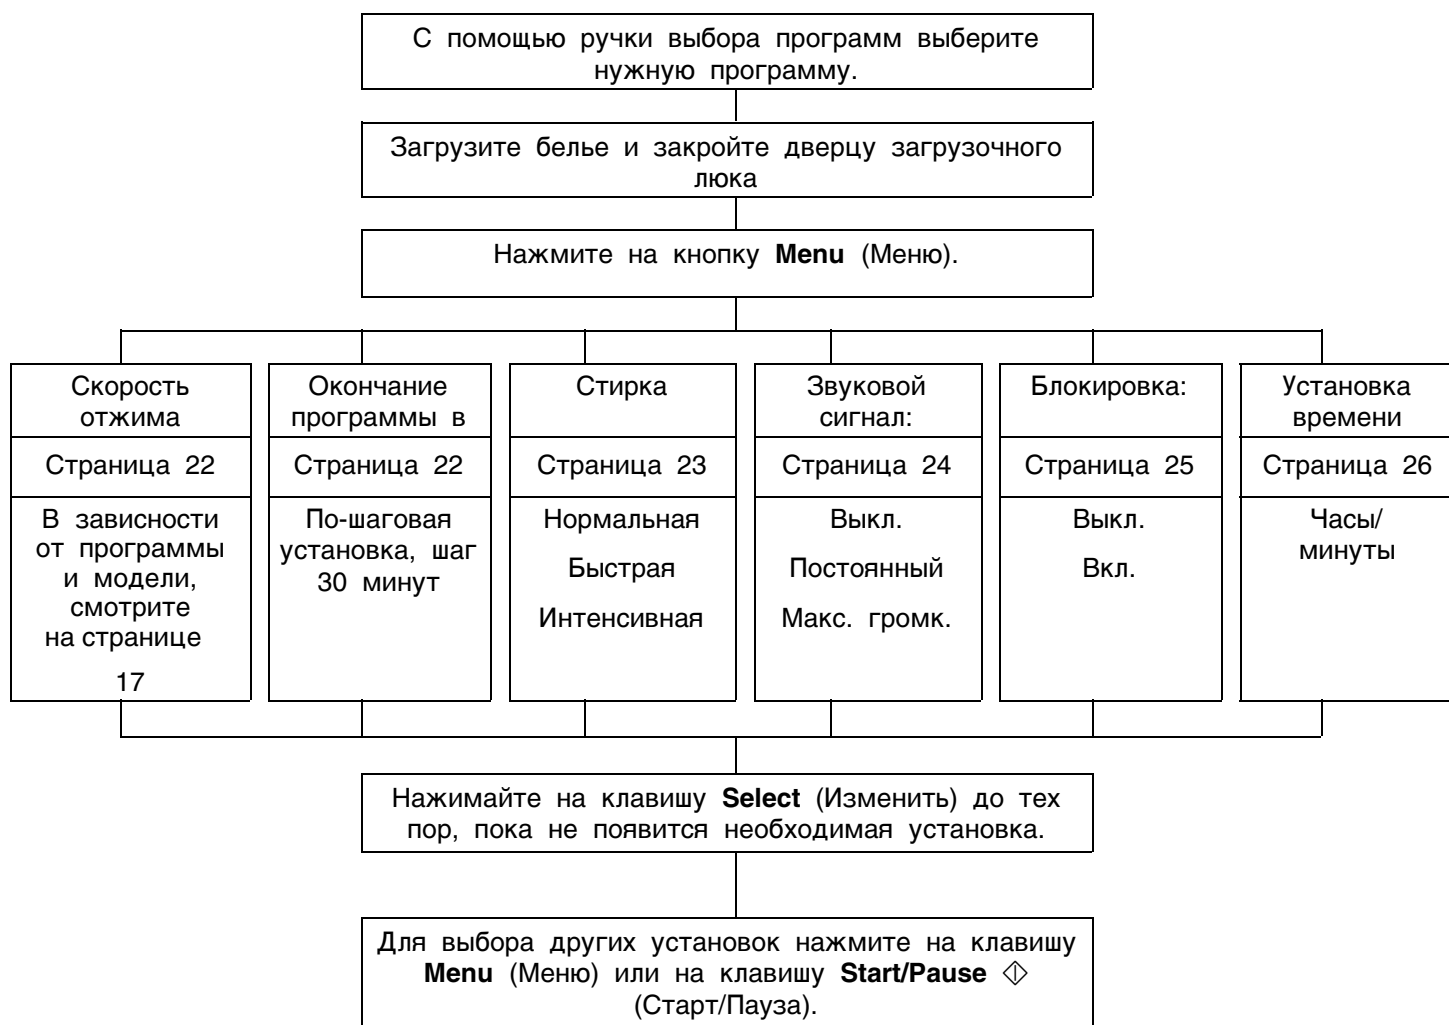 С помощью ручки выбора программ выберите
нужную программу.
Загрузите белье и закройте дверцу загрузочного
люка
Нажмите на кнопку Menu (Меню).
Скорость
отжима
Страница 22
В зависности
от программы
и модели,
смотрите
на странице
17
Окончание
программы в
Страница 22
По-шаговая
установка, шаг
30 минут
Стирка
Страница 23
Нормальная
Быстрая
Интенсивная
Звуковой
сигнал:
Страница 24
Выкл.
Постоянный
Макс. громк.
Блокировка:
Страница 25
Выкл.
Вкл.
Установка
времени
Страница 26
Часы/
минуты
Нажимайте на клавишу Select (Изменить) до тех
пор, пока не появится необходимая установка.
Для выбора других установок нажмите на клавишу
Menu (Меню) или на клавишу Start/Pause
(Старт/Пауза).